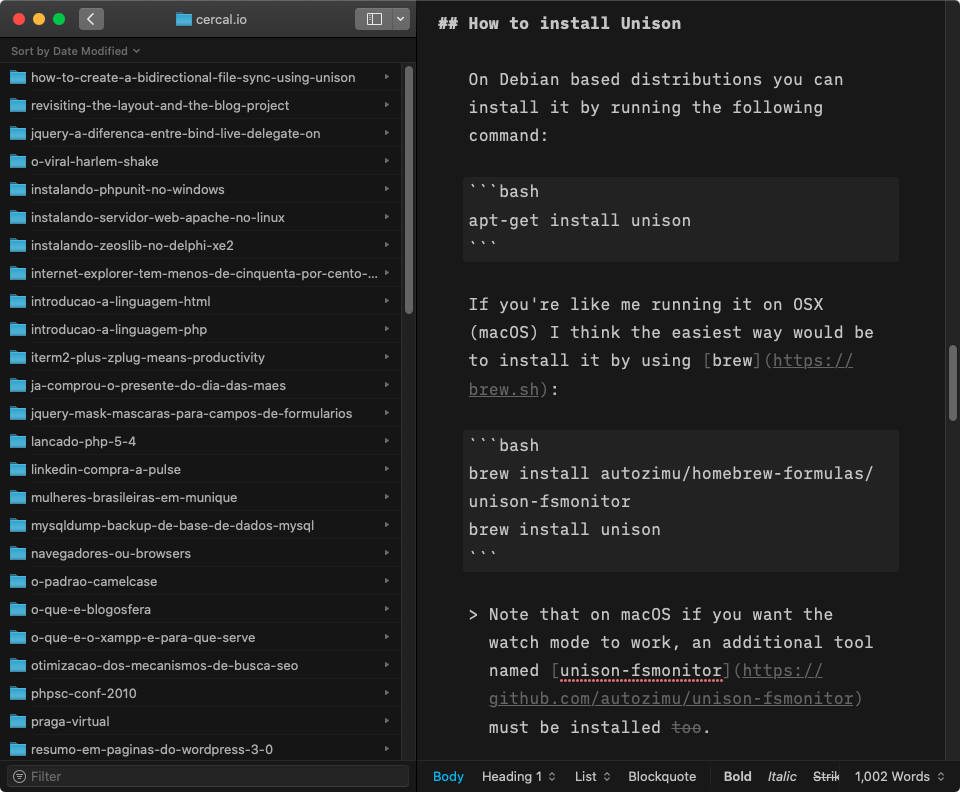 cercal.io
Sort by Date Modified
how-to-create-a-bidirectional-file-sync-using-unison
revisiting-the-layout-and-the-blog-project
jquery-a-diferenca-entre-bind-live-delegate-on
o-viral-harlem-shake
instalando-phpunit-no-windows
instalando-servidor-web-apache-no-linux
instalando-zeoslib-no-delphi-xe2
internet-explorer-tem-menos-de-cinquenta-por-cento-...
introducao-a-linguagem-html
introducao-a-linguagem-php
iterm2-plus-zplug-means-productivity
ja-comprou-o-presente-do-dia-das-maes
jquery-mask-mascaras-para-campos-de-formularios
lancado-php-5-4
linkedin-compra-a-pulse
mulheres-brasileiras-em-munique
mysqldump-backup-de-base-de-dados-mysql
navegadores-ou-browsers
o-padrao-camelcase
o-que-e-blogosfera
o-que-e-o-xampp-e-para-que-serve
otimizacao-dos-mecanismos-de-busca-seo
phpsc-conf-2010
praga-virtual
resumo-em-paginas-do-wordpress-3-0
Filter
## How to install Unison
On Debian based distributions you can
install it by running the following
command:
```bash
apt-get install unison
```
If you're like me running it on OSX
(macOS) I think the easiest way would be
to install it by using [brew](https://
brew.sh):
```bash
brew install autozimu/homebrew-formulas/
unison-fsmonitor
brew install unison
```
> Note that on macOS if you want the
watch mode to work, an additional tool
named [unison-fsmonitor](https://
github.com/autozimu/unison-fsmonitor)
must be installed too.
Body Heading 1 List Blockquote Bold Italic Strik 1,002 Words